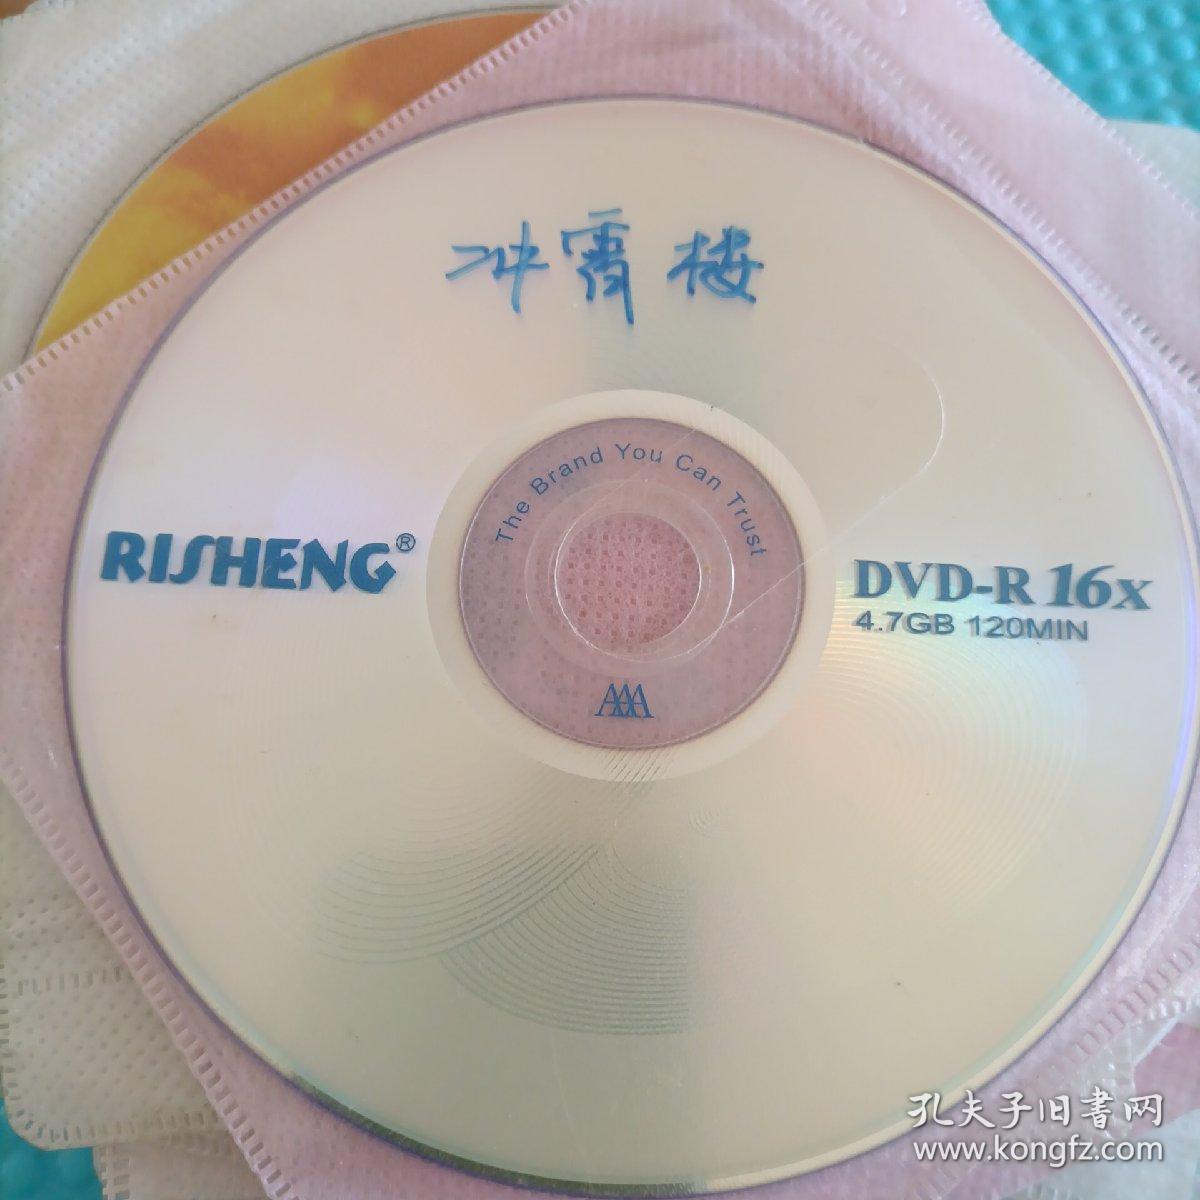 冲霄楼
The Brand You Can Trust
RISHENG®
DVD-R 16x
4.7GB 120MIN
AAA
孔夫子旧書网
www.kongfz.com